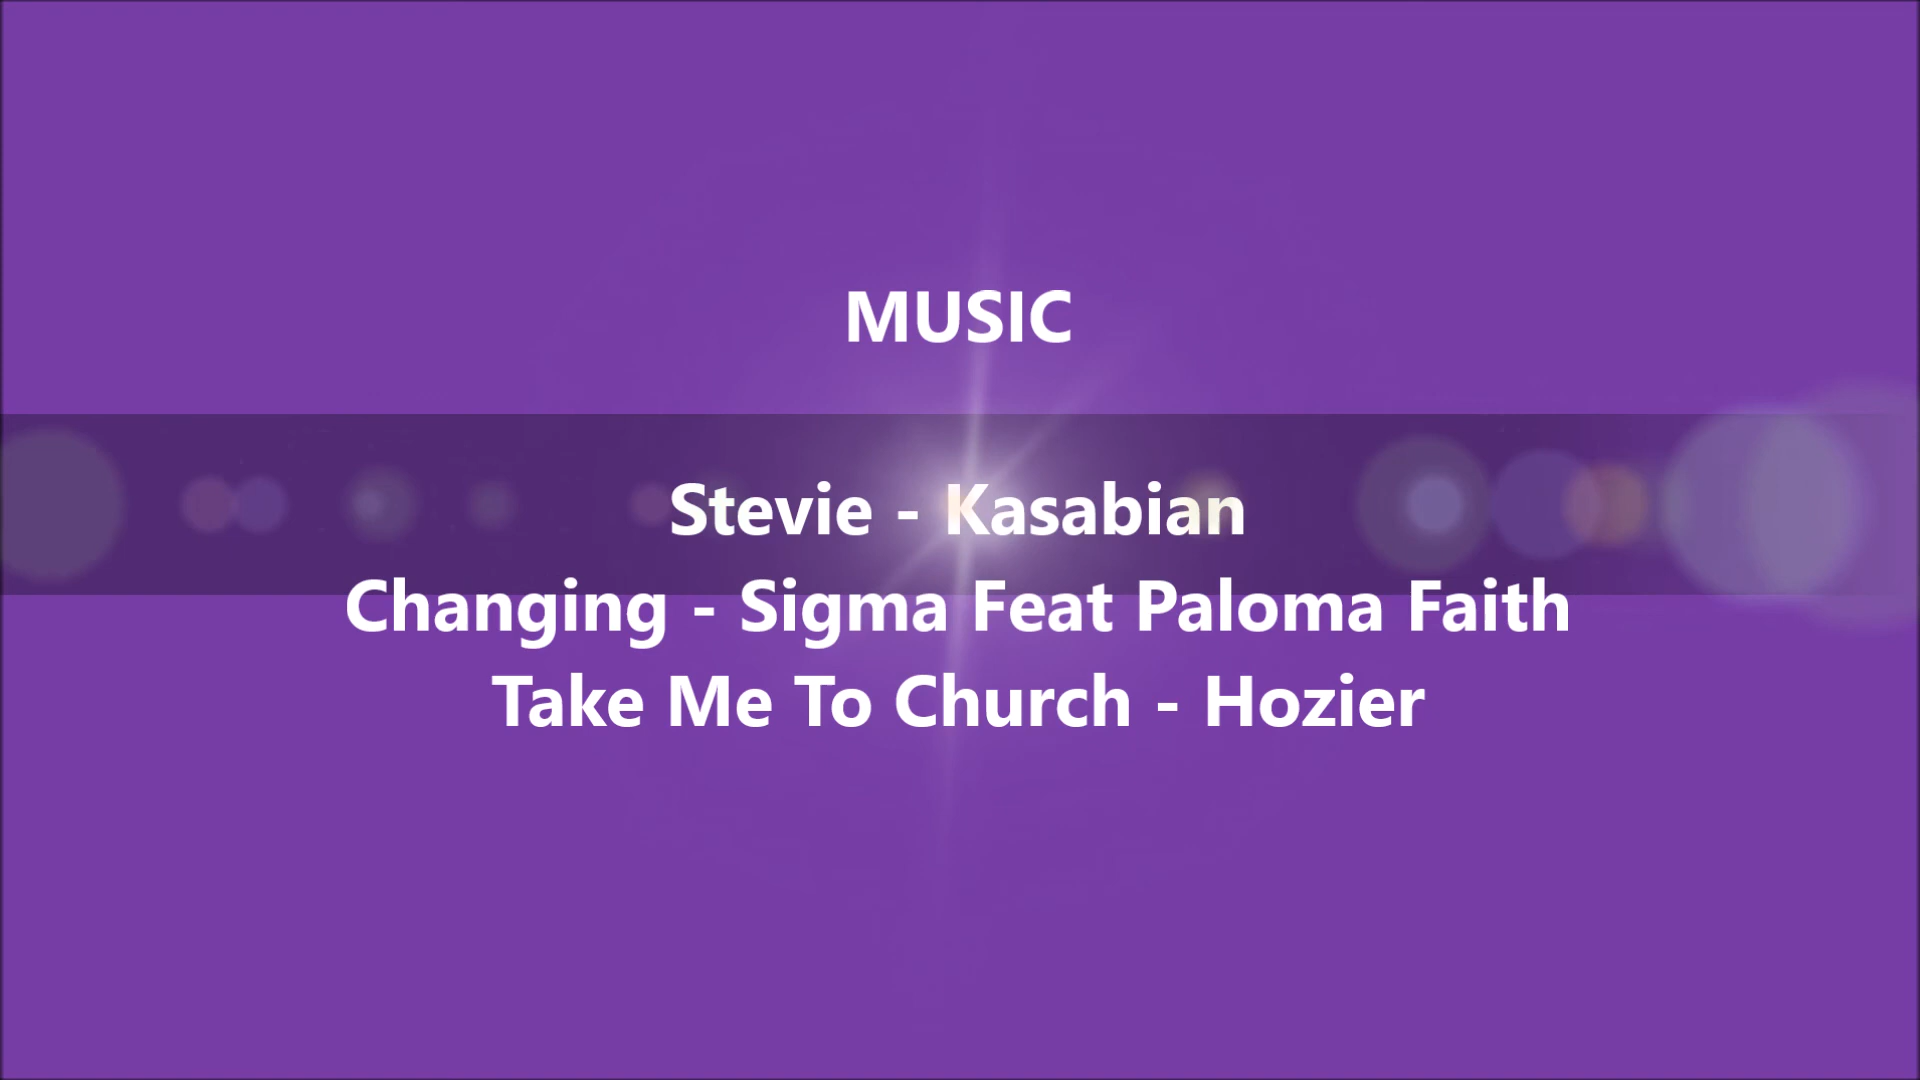 MUSIC
Stevie - Kasabian
Changing - Sigma Feat Paloma Faith
Take Me To Church - Hozier